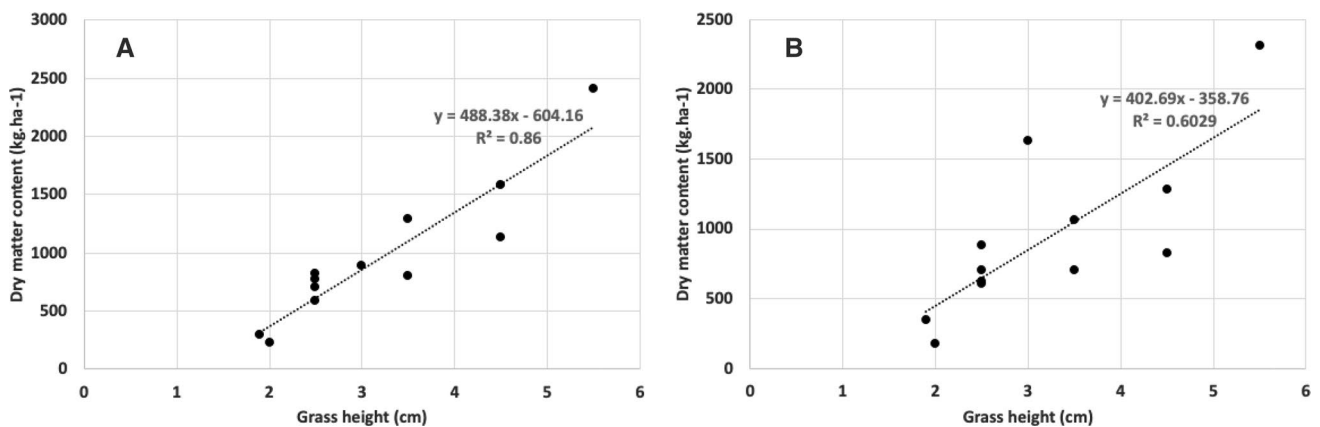 A
3000
2500
2000
1500
1000
500
0
Dry matter content (kg.ha-1)
y = 488.38x - 604.16
R² = 0.86
0 1 2 3 4 5 6
Grass height (cm)
B
2500
2000
1500
1000
500
0
Dry matter content (kg.ha-1)
y = 402.69x - 358.76
R² = 0.6029
0 1 2 3 4 5 6
Grass height (cm)